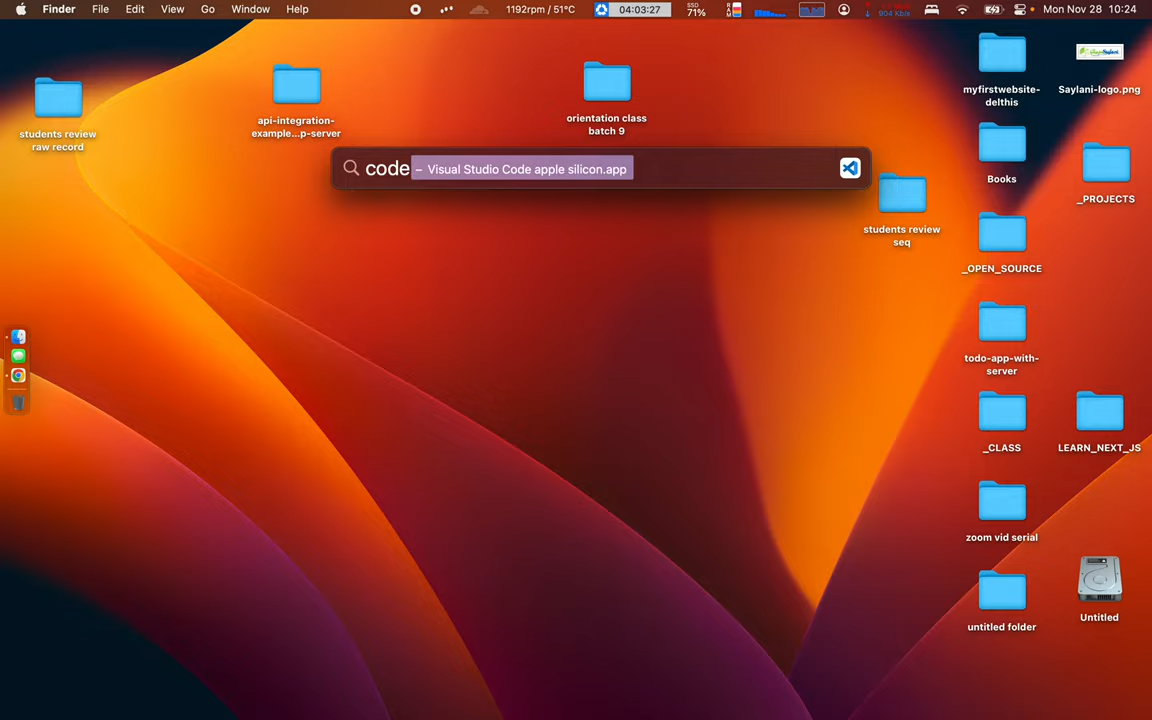 Finder File Edit View Go Window Help 1192rpm / 51°C 04:03:27 SSD 71% 904 Kb/s Mon Nov 28 10:24
students review
raw record
api-integration-
example...p-server
orientation class
batch 9
myfirstwebsite-
delthis
Saylani-logo.png
code – Visual Studio Code apple silicon.app
Books
_PROJECTS
students review
seq
_OPEN_SOURCE
todo-app-with-
server
_CLASS
LEARN_NEXT_JS
zoom vid serial
untitled folder
Untitled